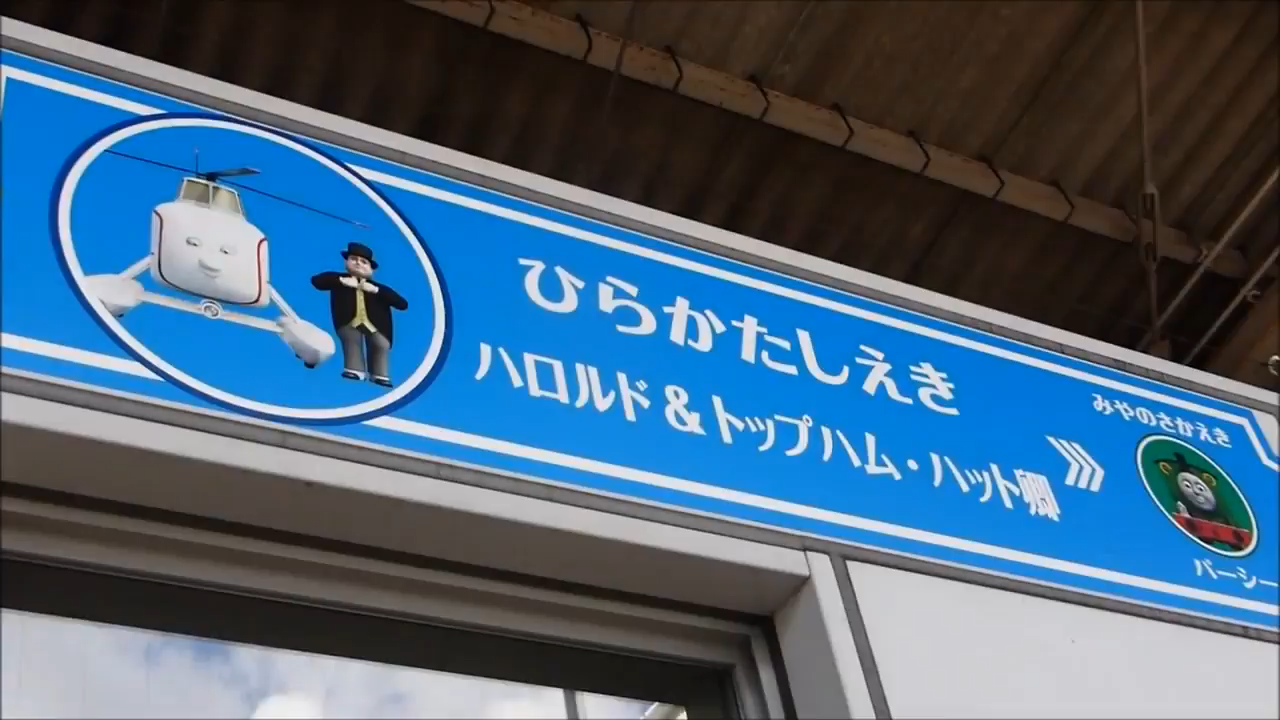 ひらかたしえき
ハロルド&トップハム・ハット卿
みやのさかえき
パーシー